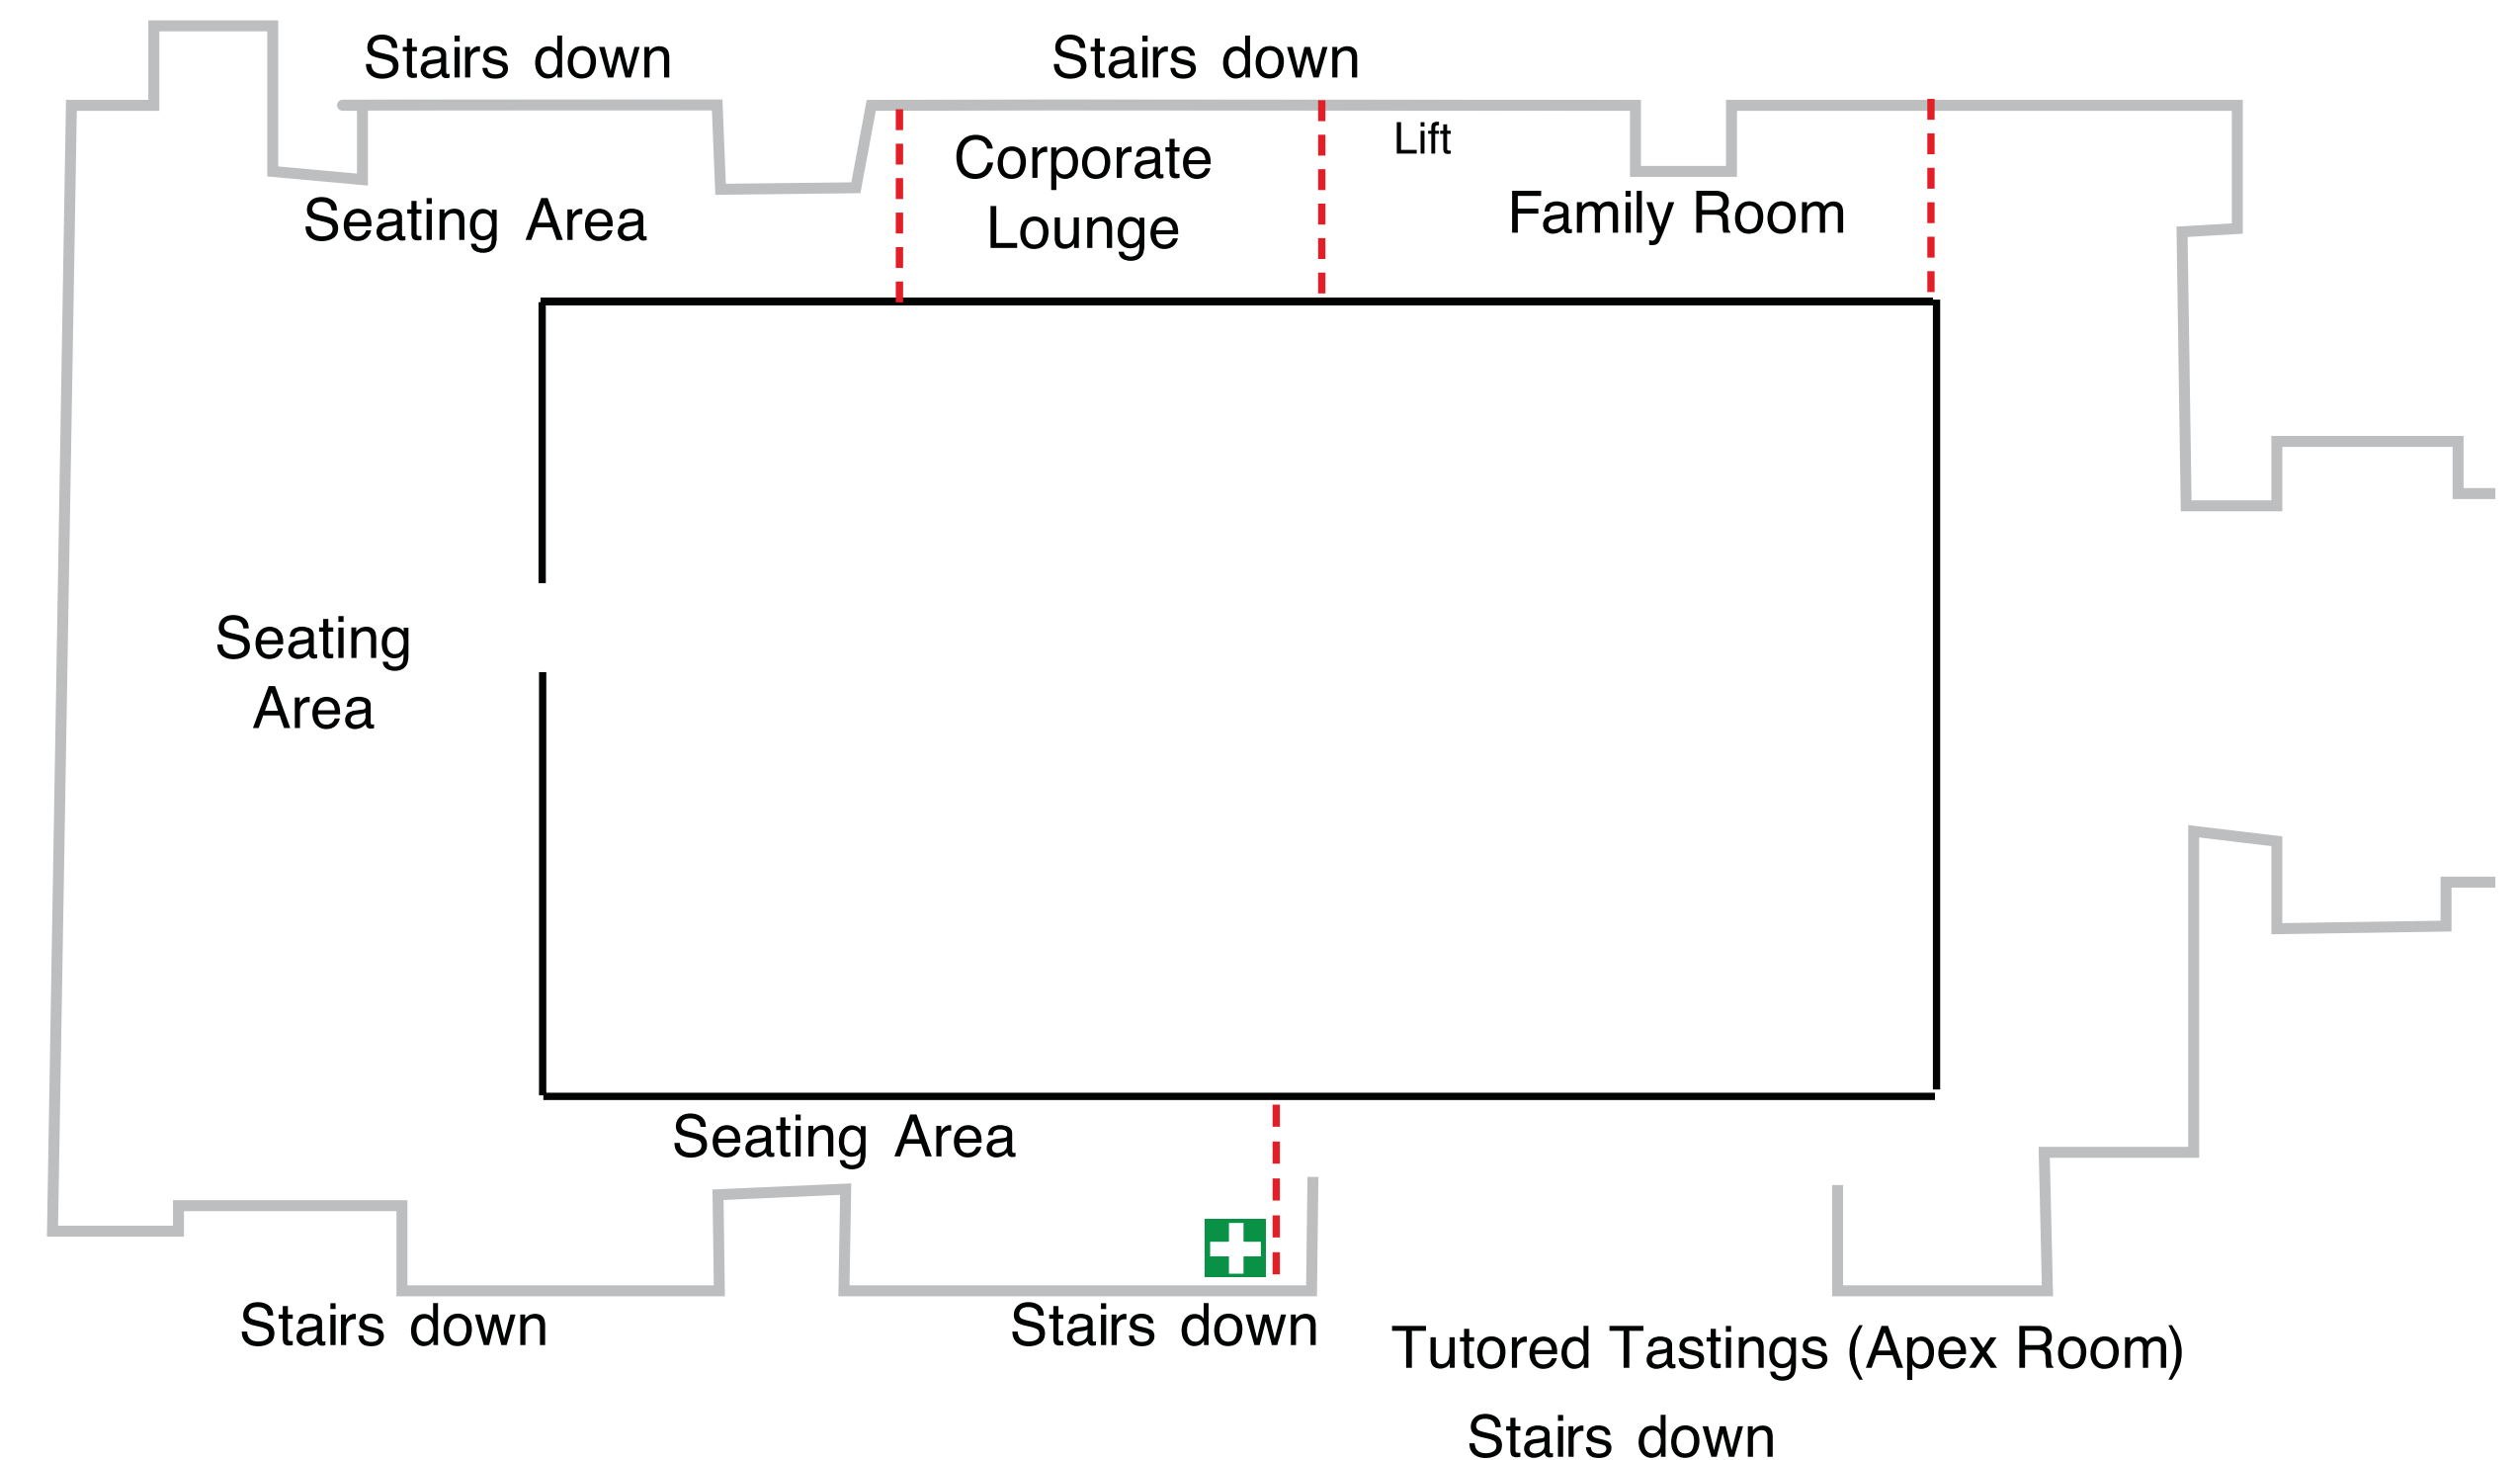 Stairs down
Stairs down
Corporate
Lounge
Lift
Seating Area
Family Room
Seating
Area
Seating Area
Stairs down
Stairs down
Tutored Tastings (Apex Room)
Stairs down